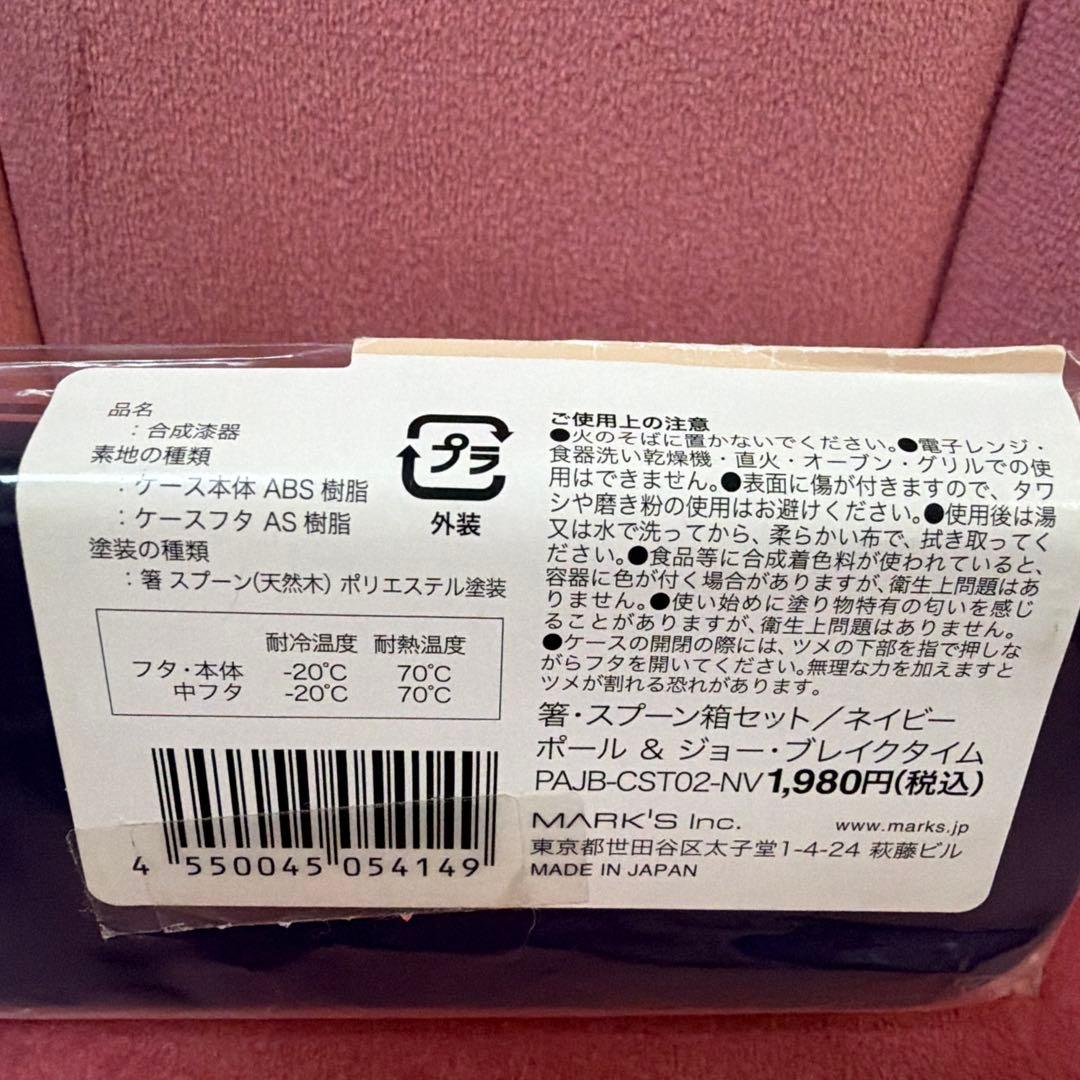 品名
：合成漆器
素地の種類
：ケース本体 ABS 樹脂
：ケースフタ AS 樹脂
塗装の種類
：箸 スプーン(天然木) ポリエステル塗装
プラ
外装
耐冷温度 耐熱温度
フタ・本体 -20℃ 70℃
中フタ -20℃ 70℃
4 550045 054149
ご使用上の注意
●火のそばに置かないでください。●電子レンジ・
食器洗い乾燥機・直火・オーブン・グリルでの使
用はできません。●表面に傷が付きますので、タワ
シや磨き粉の使用はお避けください。●使用後は湯
又は水で洗ってから、柔らかい布で、拭き取ってく
ださい。●食品等に合成着色料が使われていると、
容器に色が付く場合がありますが、衛生上問題はあ
りません。●使い始めに塗り物特有の匂いを感じ
ることがありますが、衛生上問題はありません。
●ケースの開閉の際には、ツメの下部を指で押しな
がらフタを開いてください。無理な力を加えますと
ツメが割れる恐れがあります。
箸・スプーン箱セット／ネイビー
ポール & ジョー・ブレイクタイム
PAJB-CST02-NV 1,980円(税込)
MARK'S Inc. www.marks.jp
東京都世田谷区太子堂1-4-24 萩藤ビル
MADE IN JAPAN